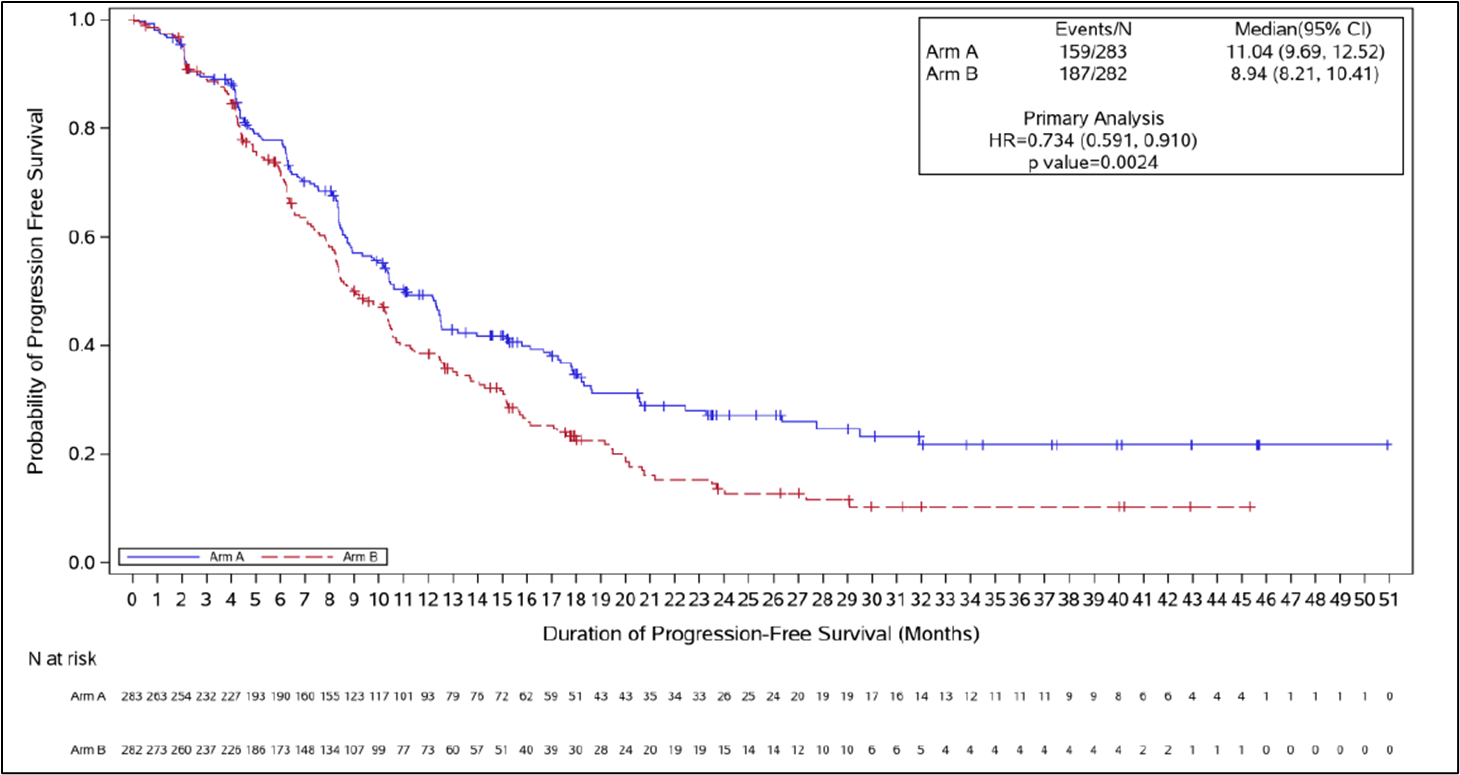 Events/N Median(95% CI)
Arm A 159/283 11.04 (9.69, 12.52)
Arm B 187/282 8.94 (8.21, 10.41)
Primary Analysis
HR=0.734 (0.591, 0.910)
p value=0.0024
Probability of Progression Free Survival
1.0
0.8
0.6
0.4
0.2
0.0
Arm A Arm B
0 1 2 3 4 5 6 7 8 9 10 11 12 13 14 15 16 17 18 19 20 21 22 23 24 25 26 27 28 29 30 31 32 33 34 35 36 37 38 39 40 41 42 43 44 45 46 47 48 49 50 51
Duration of Progression-Free Survival (Months)
N at risk
Arm A 283 263 254 232 227 193 190 160 155 123 117 101 93 79 76 72 62 59 51 43 43 35 34 33 26 25 24 20 19 19 17 16 14 13 12 11 11 11 9 9 8 6 6 4 4 4 1 1 1 1 1 0
Arm B 282 273 260 237 226 186 173 148 134 107 99 77 73 60 57 51 40 39 30 28 24 20 19 19 15 14 14 12 10 10 6 6 5 4 4 4 4 4 4 4 4 2 2 1 1 1 0 0 0 0 0 0